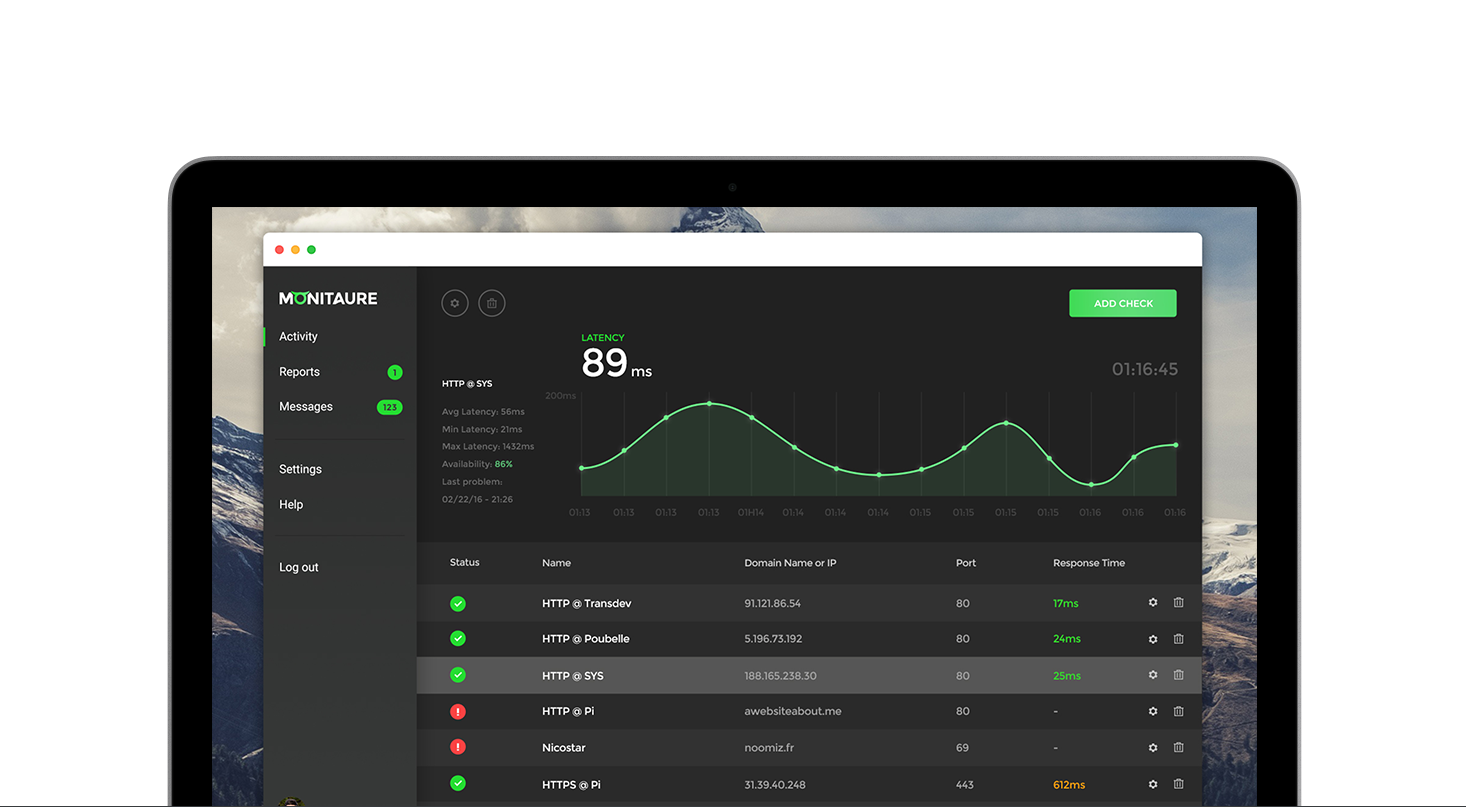 MONITAURE
Activity
Reports 1
Messages 123
Settings
Help
Log out
ADD CHECK
LATENCY
89 ms
01:16:45
HTTP @ SYS
Avg Latency: 56ms
Min Latency: 21ms
Max Latency: 1432ms
Availability: 86%
Last problem:
02/22/16 - 21:26
200ms
01:13 01:13 01:13 01:13 01H14 01:14 01:14 01:14 01:15 01:15 01:15 01:15 01:16 01:16 01:16
Status Name Domain Name or IP Port Response Time
HTTP @ Transdev 91.121.86.54 80 17ms
HTTP @ Poubelle 5.196.73.192 80 24ms
HTTP @ SYS 188.165.238.30 80 25ms
HTTP @ Pi awebsiteabout.me 80 -
Nicostar noomiz.fr 69 -
HTTPS @ Pi 31.39.40.248 443 612ms